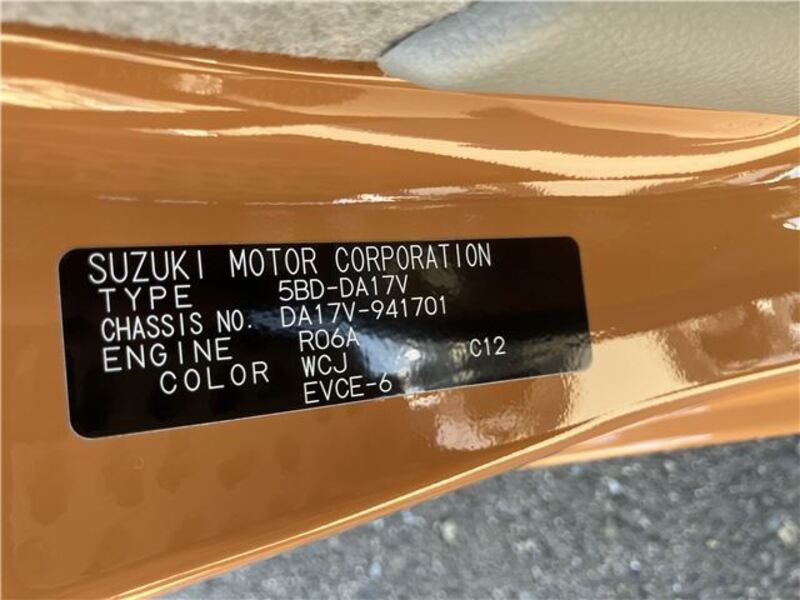 SUZUKI MOTOR CORPORATION
TYPE 5BD-DA17V
CHASSIS NO. DA17V-941701
ENGINE R06A
COLOR WCJ C12
EVCE-6